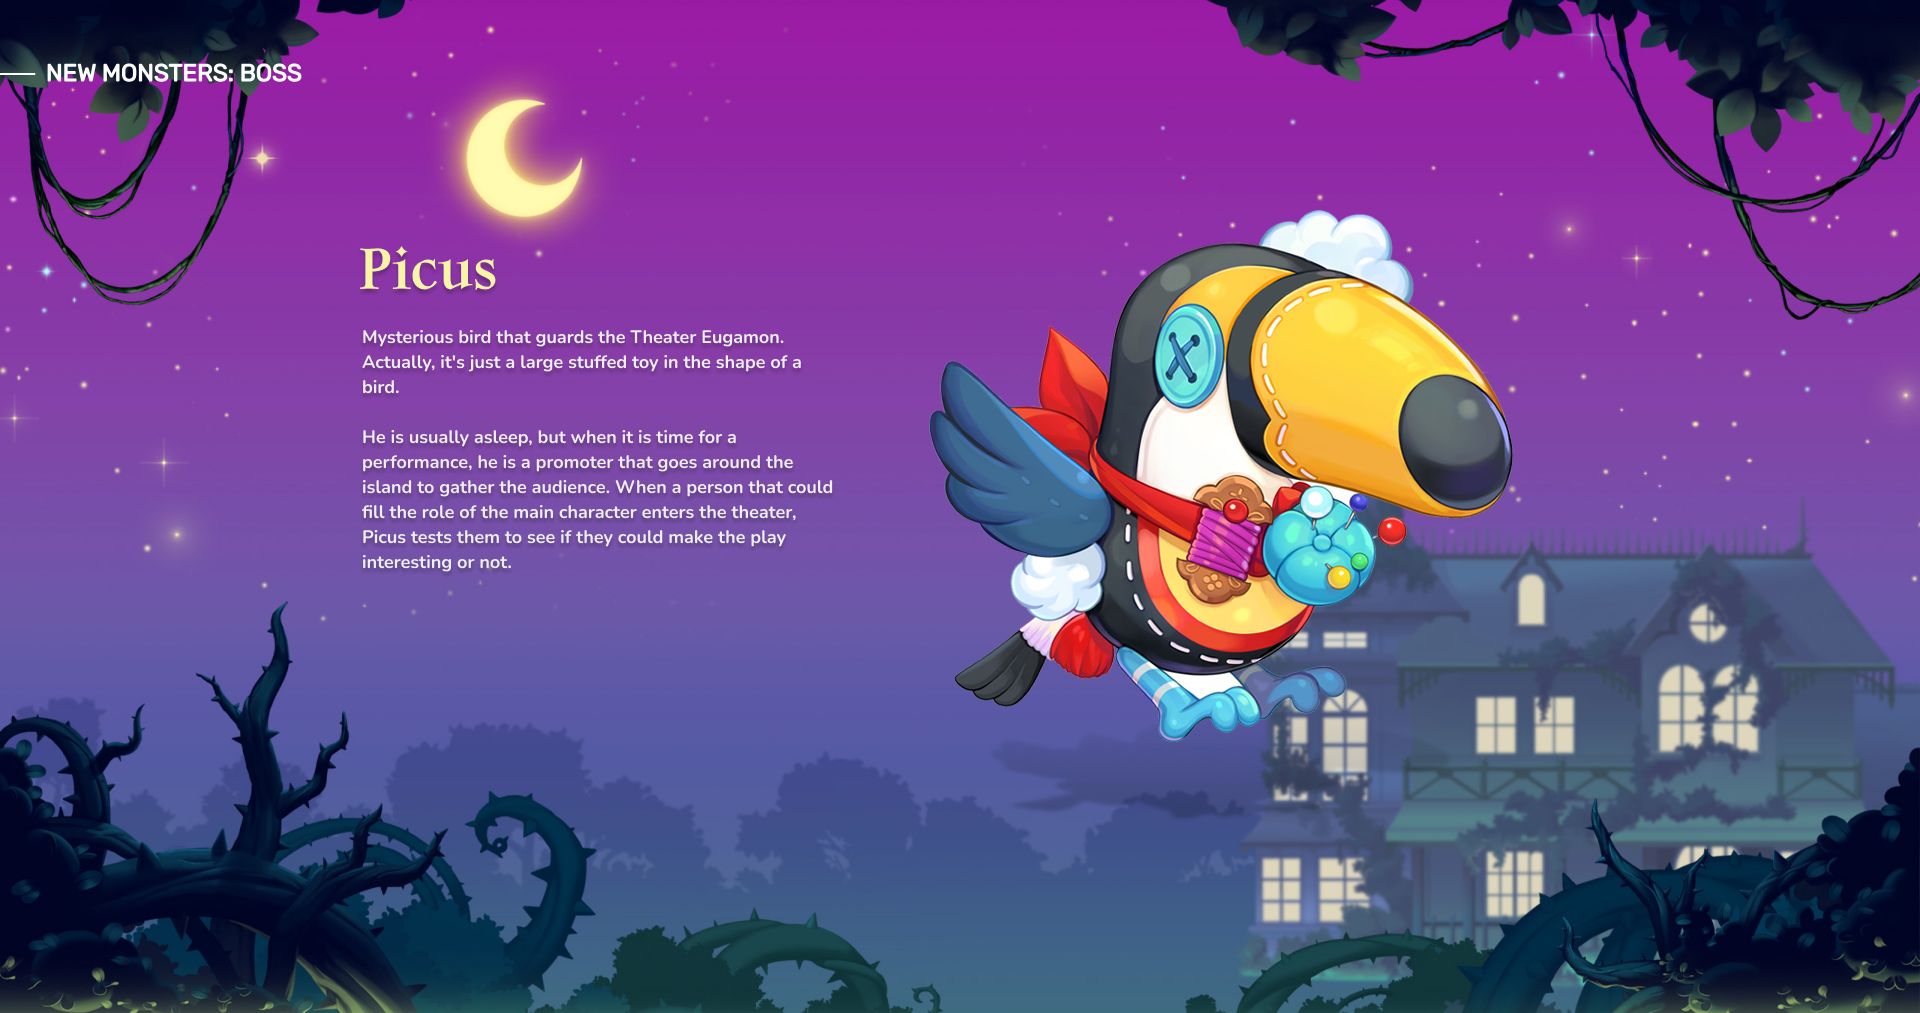 NEW MONSTERS: BOSS
Picus
Mysterious bird that guards the Theater Eugamon.
Actually, it's just a large stuffed toy in the shape of a
bird.
He is usually asleep, but when it is time for a
performance, he is a promoter that goes around the
island to gather the audience. When a person that could
fill the role of the main character enters the theater,
Picus tests them to see if they could make the play
interesting or not.